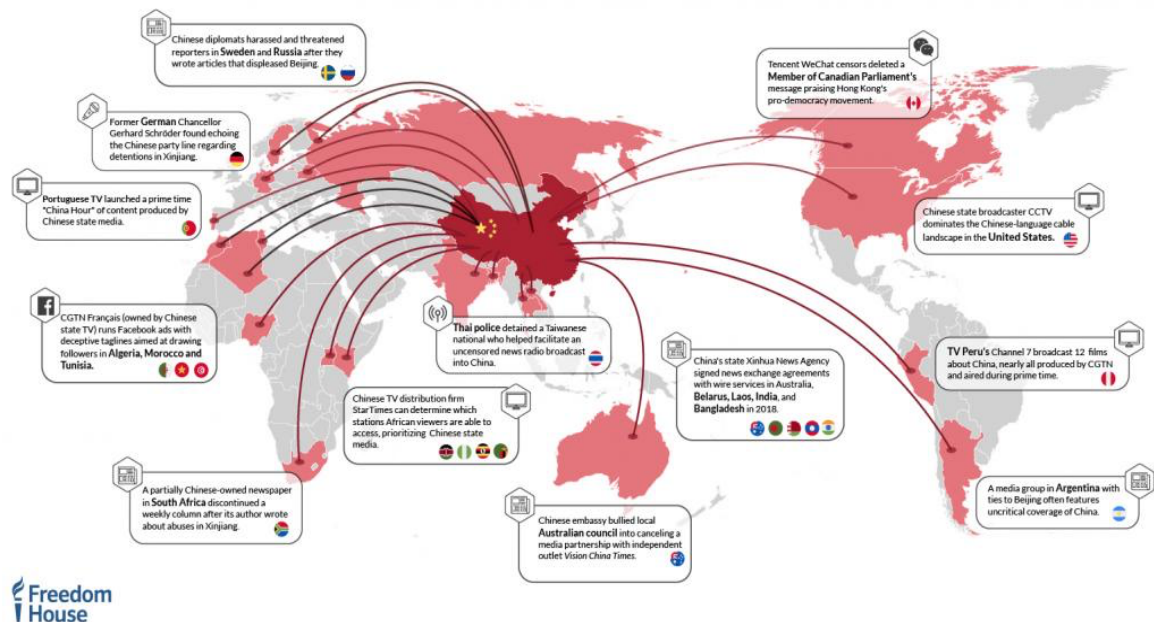 Chinese diplomats harassed and threatened
reporters in Sweden and Russia after they
wrote articles that displeased Beijing.
Tencent WeChat censors deleted a
Member of Canadian Parliament's
message praising Hong Kong's
pro-democracy movement.
Former German Chancellor
Gerhard Schröder found echoing
the Chinese party line regarding
detentions in Xinjiang.
Portuguese TV launched a prime time
"China Hour" of content produced by
Chinese state media.
Chinese state broadcaster CCTV
dominates the Chinese-language cable
landscape in the United States.
CGTN Français (owned by Chinese
state TV) runs Facebook ads with
deceptive taglines aimed at drawing
followers in Algeria, Morocco and
Tunisia.
Thai police detained a Taiwanese
national who helped facilitate an
uncensored news radio broadcast
into China.
China's state Xinhua News Agency
signed news exchange agreements
with wire services in Australia,
Belarus, Laos, India, and
Bangladesh in 2018.
TV Peru's Channel 7 broadcast 12 films
about China, nearly all produced by CGTN
and aired during prime time.
Chinese TV distribution firm
StarTimes can determine which
stations African viewers are able to
access, prioritizing Chinese state
media.
A partially Chinese-owned newspaper
in South Africa discontinued a
weekly column after its author wrote
about abuses in Xinjiang.
Chinese embassy bullied local
Australian council into canceling a
media partnership with independent
outlet Vision China Times.
A media group in Argentina with
ties to Beijing often features
uncritical coverage of China.
Freedom
House